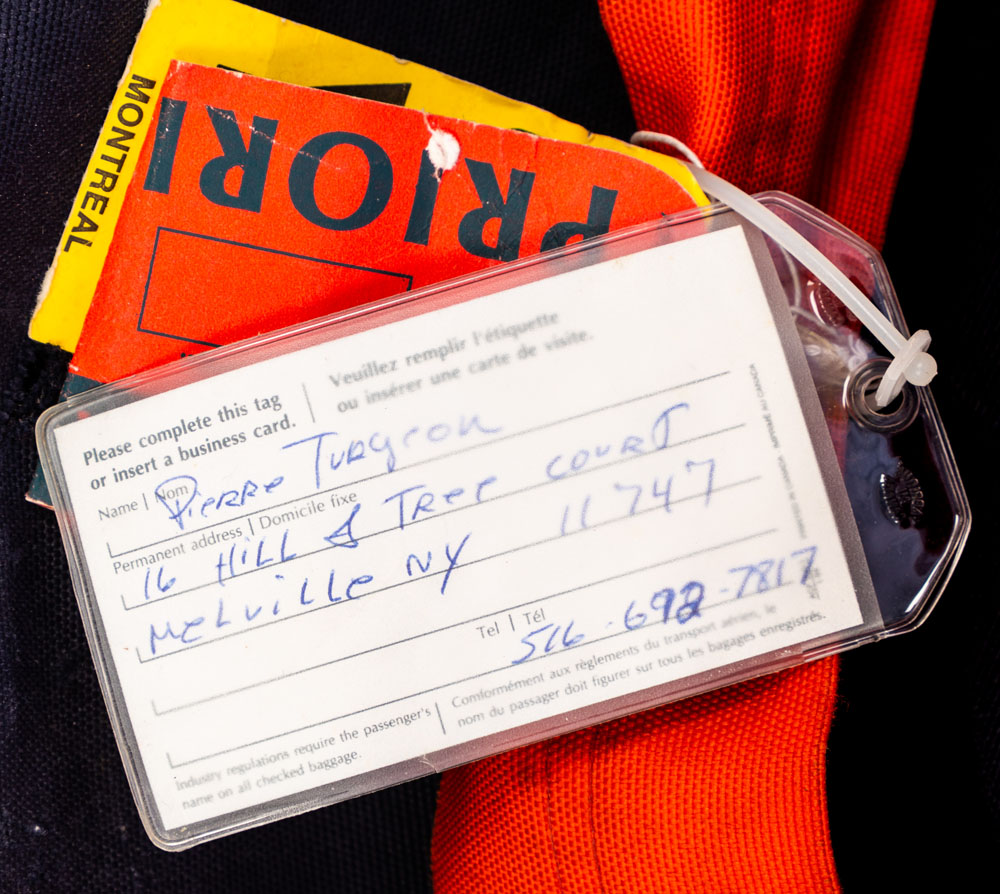 MONTREAL
PRIORI
Please complete this tag
or insert a business card.
Veuillez remplir l'étiquette
ou insérer une carte de visite.
Name | Nom
Pierre Turgeon
Permanent address | Domicile fixe
16 Hill & Tree Court
Melville NY 11747
Tel | Tél
516-692-7817
Industry regulations require the passenger's
name on all checked baggage.
Conformément aux règlements du transport aérien, le
nom du passager doit figurer sur tous les bagages enregistrés.